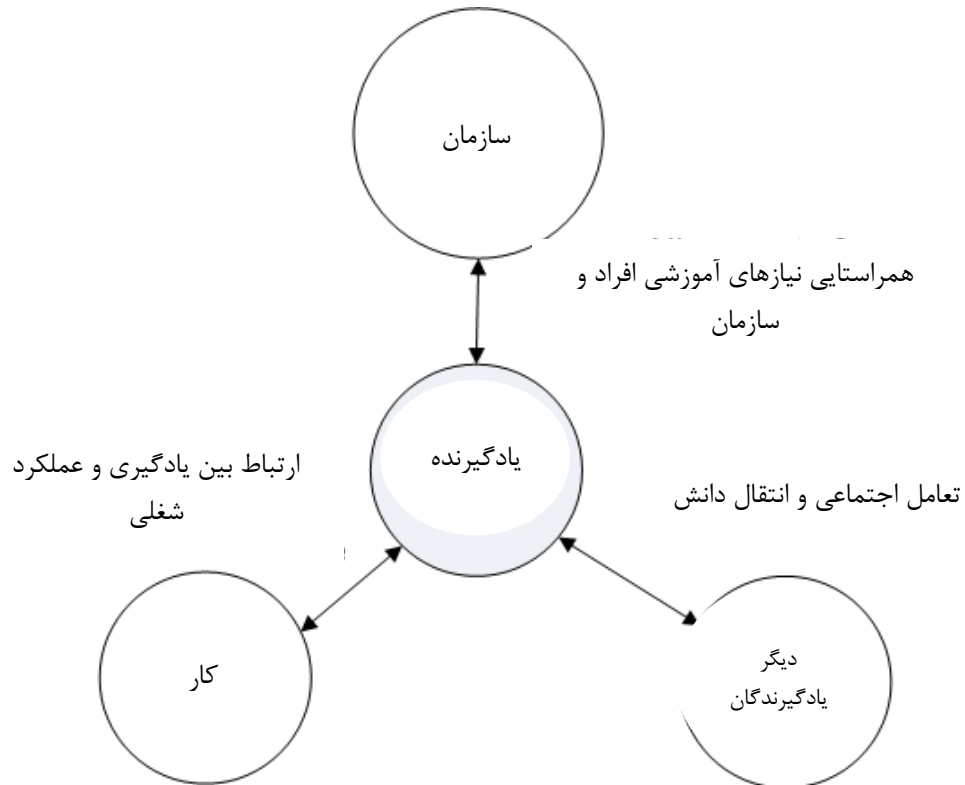 سازمان
همراستایی نیازهای آموزشی افراد و
سازمان
یادگیرنده
ارتباط بین یادگیری و عملکرد
شغلی
تعامل اجتماعی و انتقال دانش
کار
دیگر
یادگیرندگان